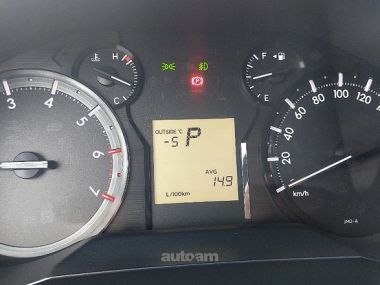 H
C
F
E
P
3
4
5
6
7
OUTSIDE °C
-5 P
AVG
14.9
L/100km
20
40
60
80
100
120
km/h
JM2-A
autoam